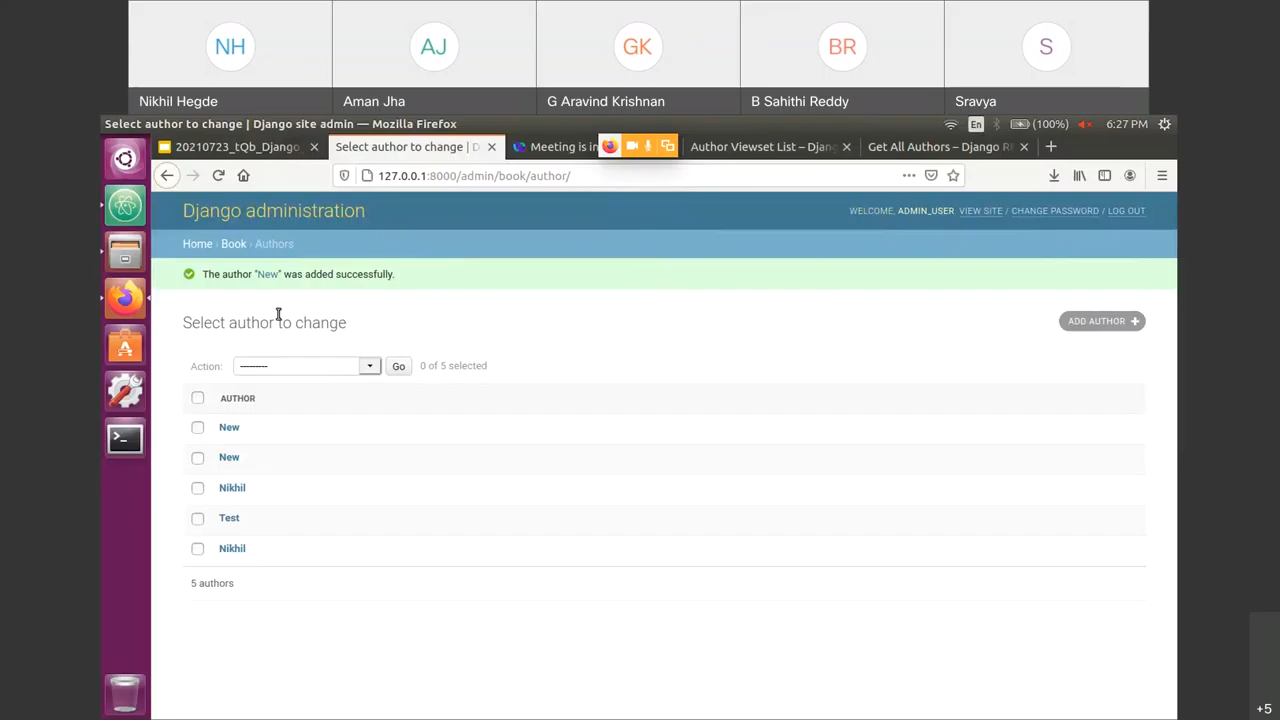 NH
AJ
GK
BR
S
Nikhil Hegde
Aman Jha
G Aravind Krishnan
B Sahithi Reddy
Sravya
Select author to change | Django site admin — Mozilla Firefox
En
(100%)
6:27 PM
20210723_tQb_Django_
Select author to change | D
Meeting is in
Author Viewset List – Djan
Get All Authors – Django R
127.0.0.1:8000/admin/book/author/
Django administration
WELCOME, ADMIN_USER. VIEW SITE / CHANGE PASSWORD / LOG OUT
Home › Book › Authors
The author "New" was added successfully.
Select author to change
ADD AUTHOR +
Action:
---------
Go
0 of 5 selected
AUTHOR
New
New
Nikhil
Test
Nikhil
5 authors
+5